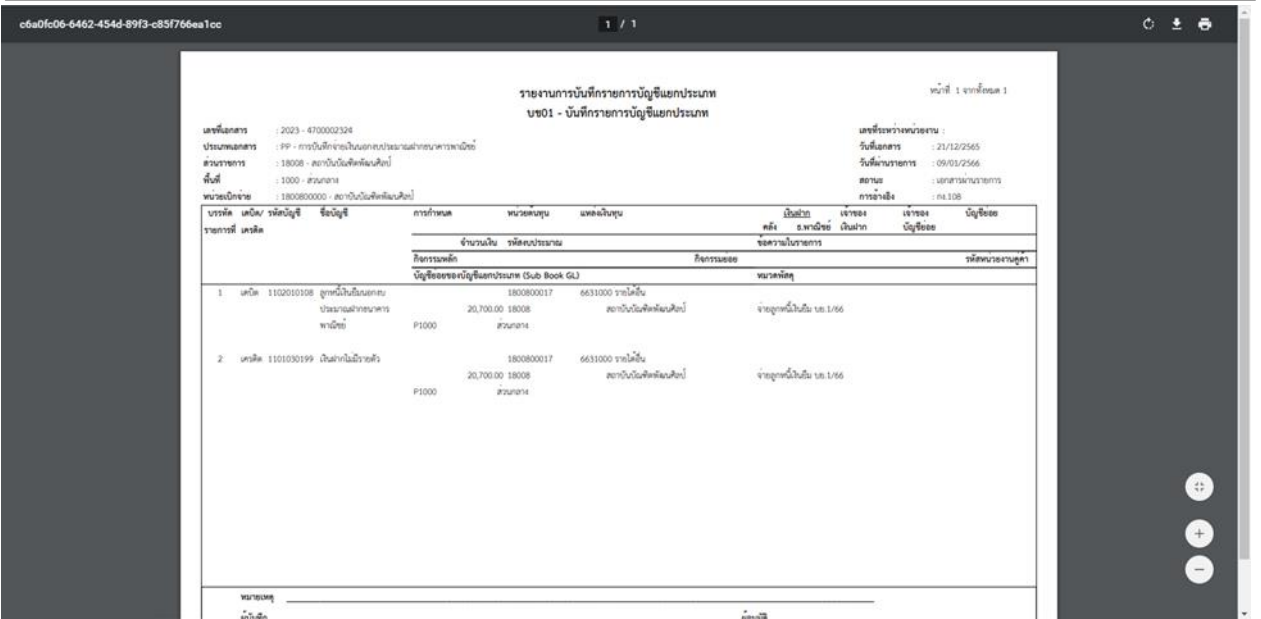 c6a0fc06-6462-454d-89f3-c85f766ea1cc 1 / 1
รายงานการบันทึกรายการบัญชีแยกประเภท หน้าที่ 1 จากทั้งหมด 1
บช01 - บันทึกรายการบัญชีแยกประเภท
เลขที่เอกสาร : 2023 - 4700002324 เลขที่ระหว่างหน่วยงาน :
ประเภทเอกสาร : PP - การบันทึกจ่ายเงินนอกงบประมาณฝากธนาคารพาณิชย์ วันที่เอกสาร : 21/12/2565
ส่วนราชการ : 18008 - สถาบันบัณฑิตพัฒนศิลป์ วันที่ผ่านรายการ : 09/01/2566
พื้นที่ : 1000 - ส่วนกลาง สถานะ : เอกสารผ่านรายการ
หน่วยเบิกจ่าย : 1800800000 - สถาบันบัณฑิตพัฒนศิลป์ การอ้างอิง : กง.108
บรรทัด เดบิต/ รหัสบัญชี ชื่อบัญชี การกำหนด หน่วยต้นทุน แหล่งเงินทุน เงินฝาก เจ้าของ เจ้าของ บัญชีย่อย
รายการที่ เครดิต คลัง ธ.พาณิชย์ เงินฝาก บัญชีย่อย
จำนวนเงิน รหัสงบประมาณ ข้อความในรายการ
กิจกรรมหลัก กิจกรรมย่อย รหัสหน่วยงานคู่ค้า
บัญชีย่อยของบัญชีแยกประเภท (Sub Book GL) หมวดพัสดุ
1 เดบิต 1102010108 ลูกหนี้เงินยืมนอกงบ 1800800017 6631000 รายได้อื่น
ประมาณฝากธนาคาร 20,700.00 18008 สถาบันบัณฑิตพัฒนศิลป์ จ่ายลูกหนี้เงินยืม บย.1/66
พาณิชย์ P1000 ส่วนกลาง
2 เครดิต 1101030199 เงินฝากไม่มีรายตัว 1800800017 6631000 รายได้อื่น
20,700.00 18008 สถาบันบัณฑิตพัฒนศิลป์ จ่ายลูกหนี้เงินยืม บย.1/66
P1000 ส่วนกลาง
หมายเหตุ
ผู้บันทึก ผู้อนุมัติ